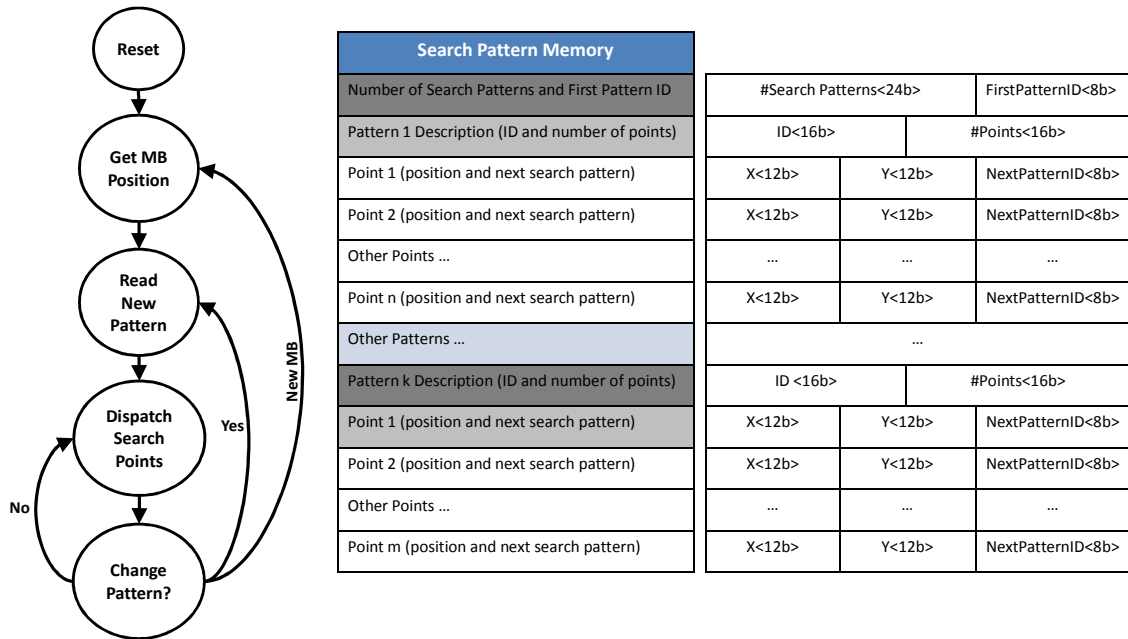 Reset
Get MB
Position
Read
New
Pattern
Dispatch
Search
Points
Change
Pattern?
No
Yes
New MB
Search Pattern Memory
Number of Search Patterns and First Pattern ID
#Search Patterns<24b>
FirstPatternID<8b>
Pattern 1 Description (ID and number of points)
ID<16b>
#Points<16b>
Point 1 (position and next search pattern)
X<12b>
Y<12b>
NextPatternID<8b>
Point 2 (position and next search pattern)
X<12b>
Y<12b>
NextPatternID<8b>
Other Points ...
...
...
...
Point n (position and next search pattern)
X<12b>
Y<12b>
NextPatternID<8b>
Other Patterns ...
...
Pattern k Description (ID and number of points)
ID <16b>
#Points<16b>
Point 1 (position and next search pattern)
X<12b>
Y<12b>
NextPatternID<8b>
Point 2 (position and next search pattern)
X<12b>
Y<12b>
NextPatternID<8b>
Other Points ...
...
...
...
Point m (position and next search pattern)
X<12b>
Y<12b>
NextPatternID<8b>